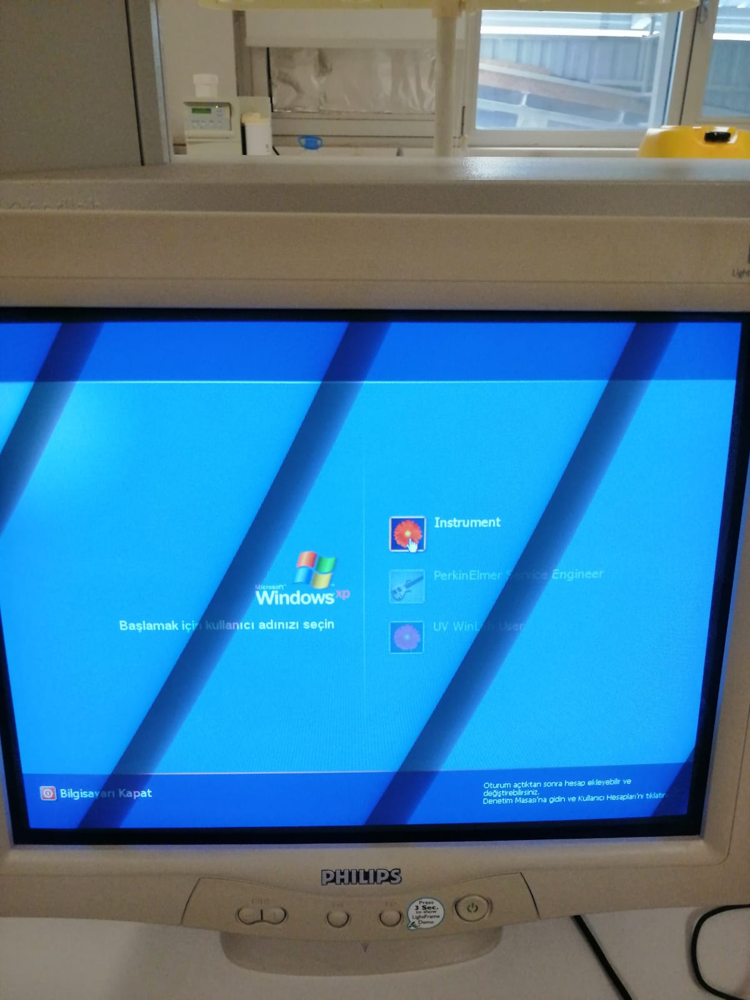 Light
Instrument
PerkinElmer Service Engineer
Microsoft
Windows xp
Başlamak için kullanıcı adınızı seçin
UV WinLab User
Bilgisayarı Kapat
Oturum açtıktan sonra hesap ekleyebilir ve
değiştirebilirsiniz.
Denetim Masası'na gidin ve Kullanıcı Hesapları'nı tıklatın
PHILIPS
Press
3 Sec.
to show
LightFrame
Demo